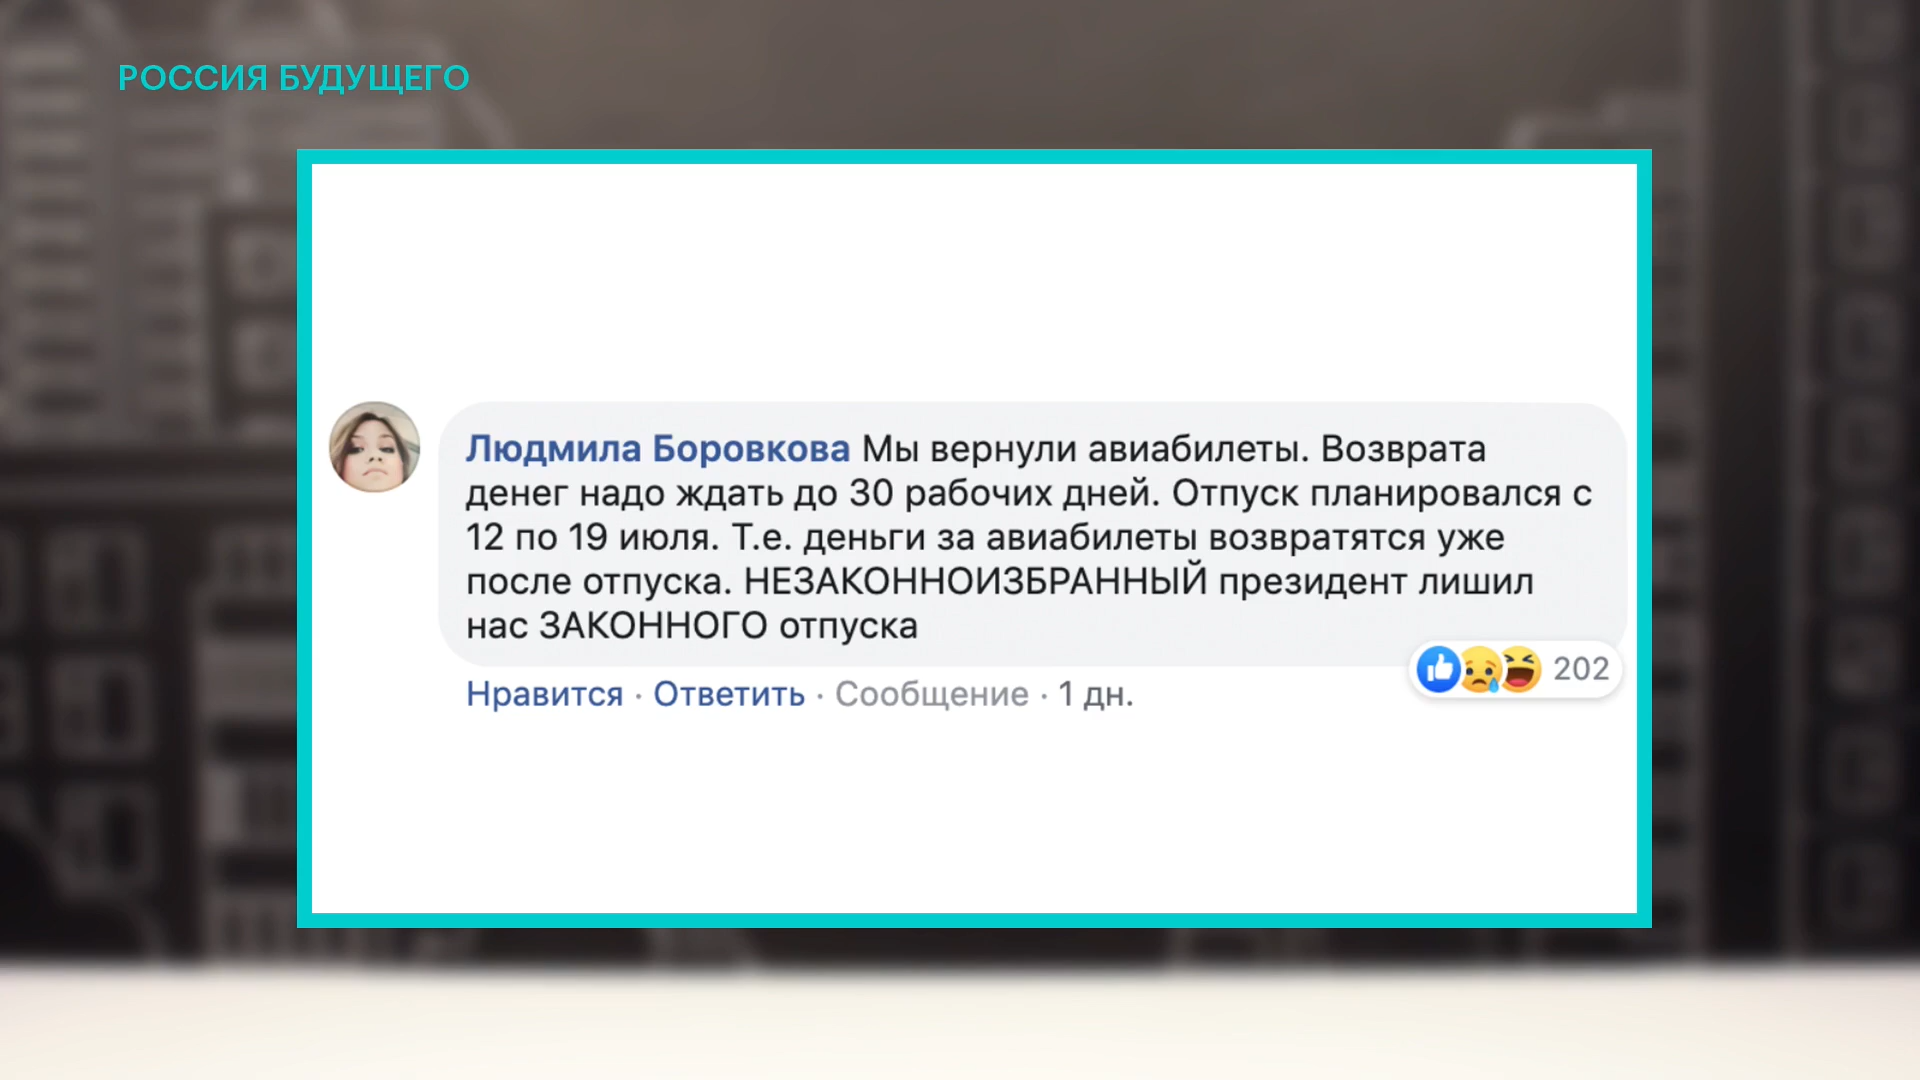 РОССИЯ БУДУЩЕГО
Людмила Боровкова Мы вернули авиабилеты. Возврата
денег надо ждать до 30 рабочих дней. Отпуск планировался с
12 по 19 июля. Т.е. деньги за авиабилеты возвратятся уже
после отпуска. НЕЗАКОННОИЗБРАННЫЙ президент лишил
нас ЗАКОННОГО отпуска
202
Нравится · Ответить · Сообщение · 1 дн.